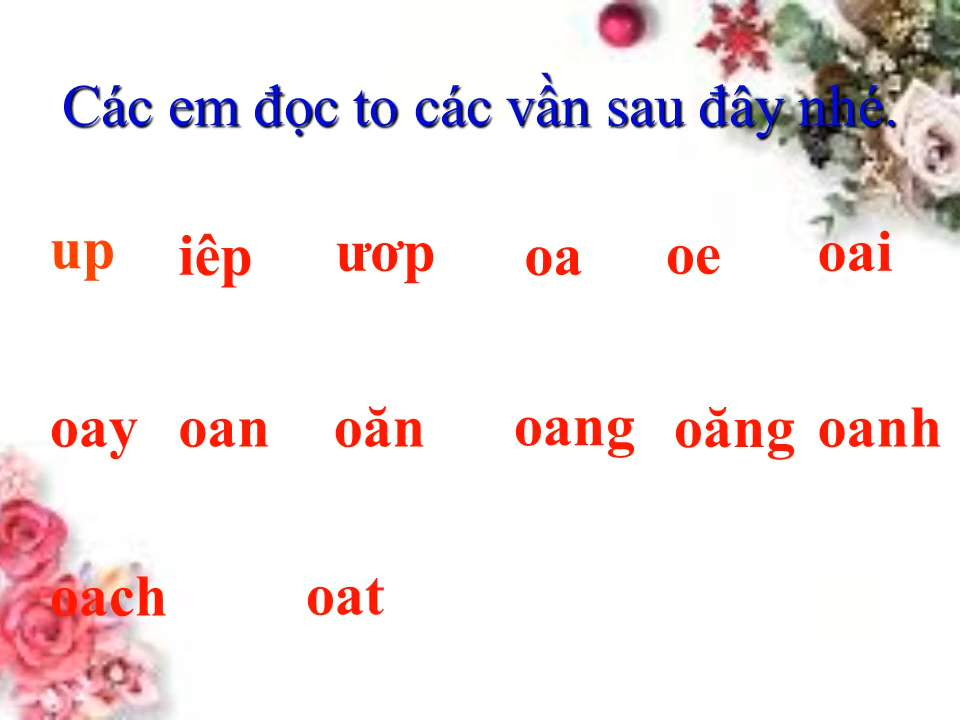 Các em đọc to các vần sau đây nhé.
up iêp ươp oa oe oai
oay oan oăn oang oăng oanh
oach oat